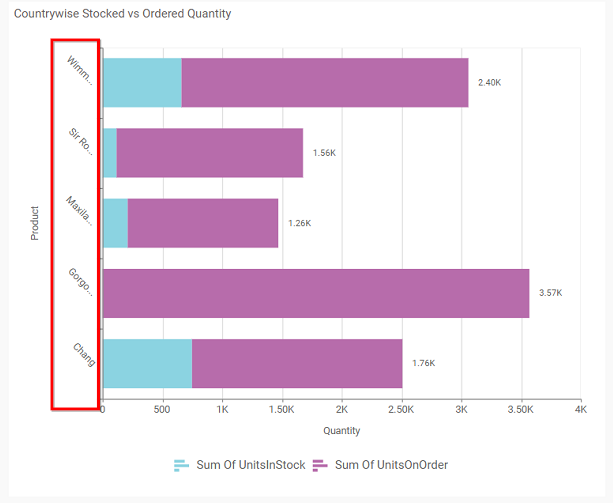 Countrywise Stocked vs Ordered Quantity
Product
Wimm...
2.40K
Sir Ro...
1.56K
Maxila...
1.26K
Gorgo...
3.57K
Chang
1.76K
0 500 1K 1.50K 2K 2.50K 3K 3.50K 4K
Quantity
Sum Of UnitsInStock Sum Of UnitsOnOrder